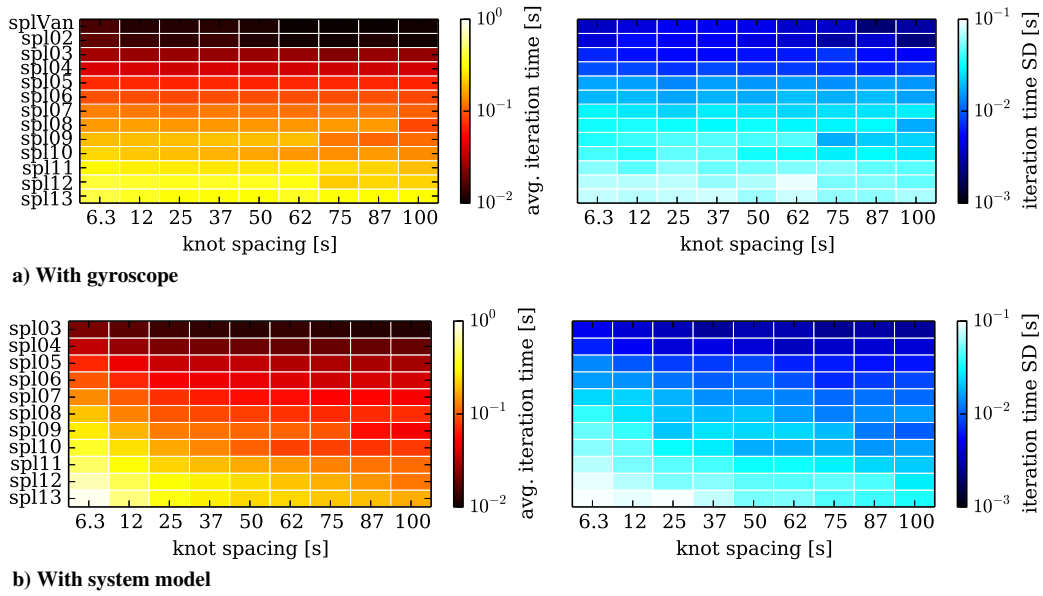 splVan
spl02
spl03
spl04
spl05
spl06
spl07
spl08
spl09
spl10
spl11
spl12
spl13
6.3 12 25 37 50 62 75 87 100
knot spacing [s]
10^0
10^-1
10^-2
avg. iteration time [s]
6.3 12 25 37 50 62 75 87 100
knot spacing [s]
10^-1
10^-2
10^-3
iteration time SD [s]
a) With gyroscope
spl03
spl04
spl05
spl06
spl07
spl08
spl09
spl10
spl11
spl12
spl13
6.3 12 25 37 50 62 75 87 100
knot spacing [s]
10^0
10^-1
10^-2
avg. iteration time [s]
6.3 12 25 37 50 62 75 87 100
knot spacing [s]
10^-1
10^-2
10^-3
iteration time SD [s]
b) With system model